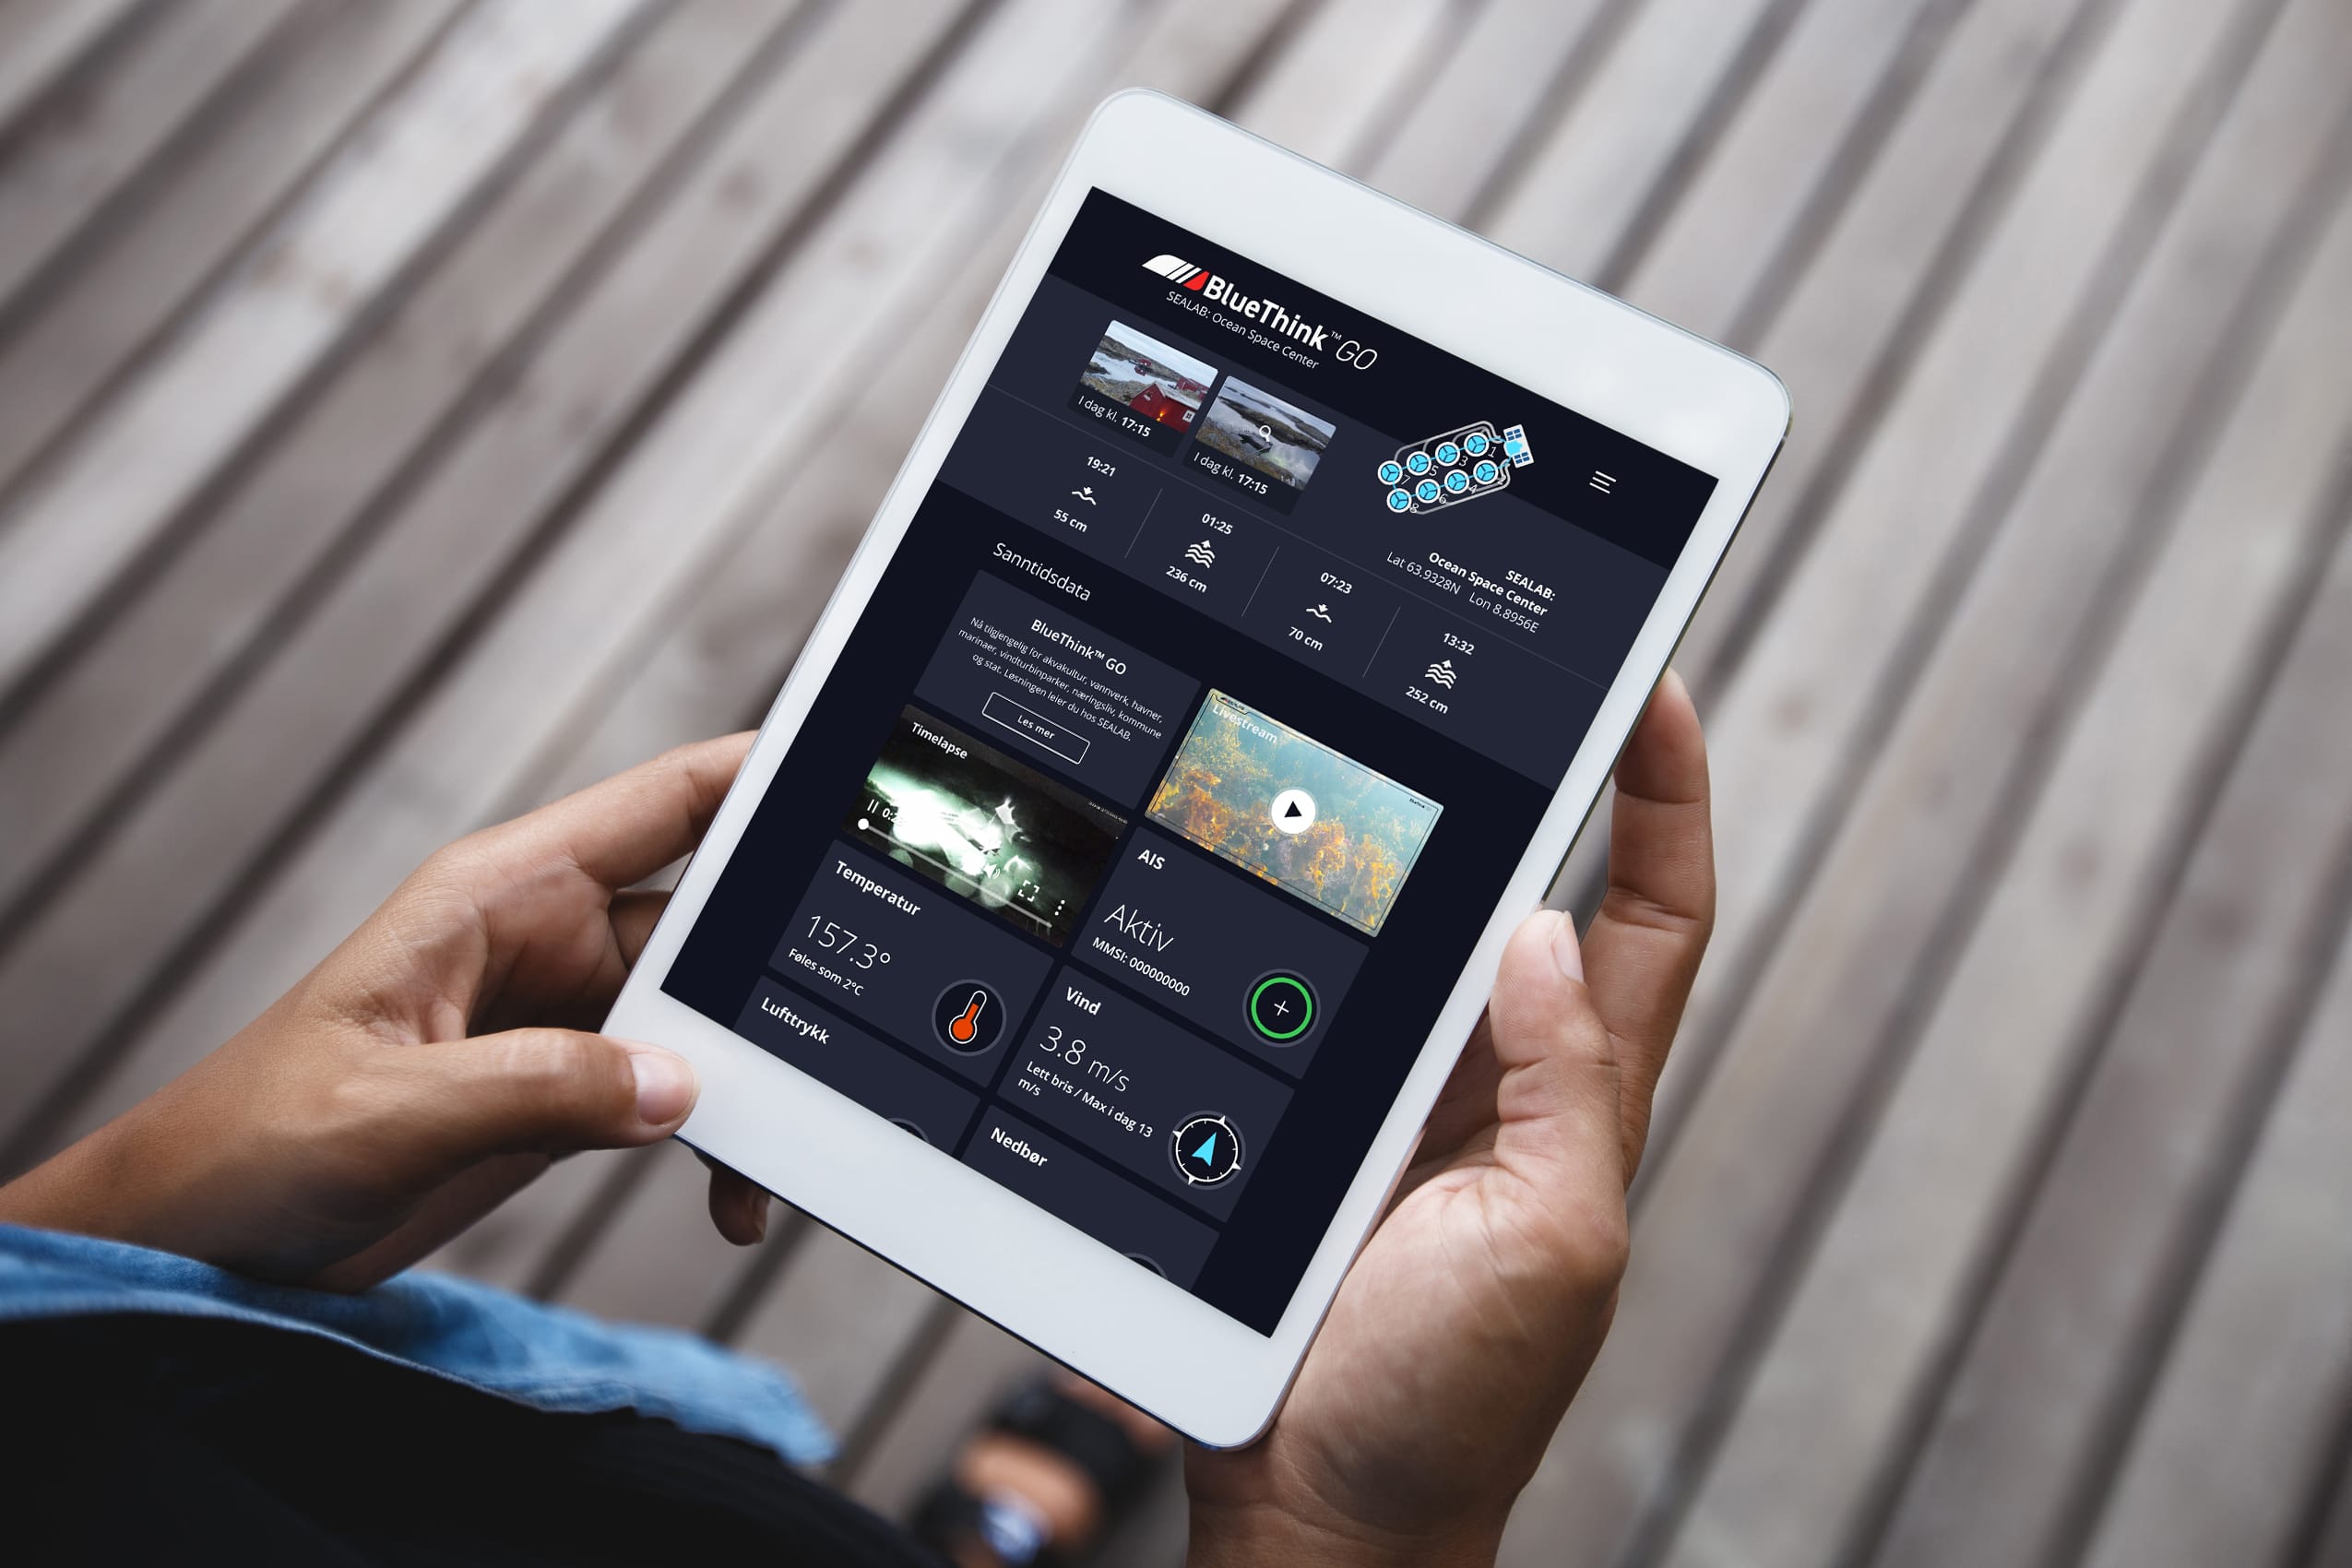 BlueThink™ GO
SEALAB: Ocean Space Center
I dag kl. 17:15
I dag kl. 17:15
1
3
5
7
4
6
8
SEALAB:
Ocean Space Center
Lat 63.9328N Lon 8.8956E
19:21
55 cm
01:25
236 cm
07:23
70 cm
13:32
252 cm
Sanntidsdata
BlueThink™ GO
Nå tilgjengelig for akvakultur, vannverk, havner,
marinaer, vindturbinparker, næringsliv, kommune
og stat. Løsningen leier du hos SEALAB.
Les mer
Livestream
Timelapse
AIS
Aktiv
MMSI: 00000000
Temperatur
157.3°
Føles som 2°C
Vind
3.8 m/s
Lett bris / Max i dag 13
m/s
Lufttrykk
Nedbør